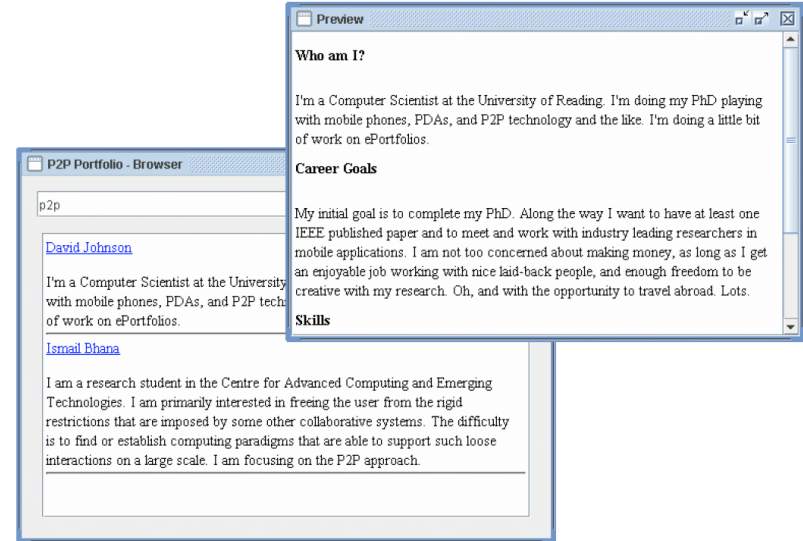 Preview
Who am I?
I'm a Computer Scientist at the University of Reading. I'm doing my PhD playing
with mobile phones, PDAs, and P2P technology and the like. I'm doing a little bit
of work on ePortfolios.
Career Goals
My initial goal is to complete my PhD. Along the way I want to have at least one
IEEE published paper and to meet and work with industry leading researchers in
mobile applications. I am not too concerned about making money, as long as I get
an enjoyable job working with nice laid-back people, and enough freedom to be
creative with my research. Oh, and with the opportunity to travel abroad. Lots.
Skills
P2P Portfolio - Browser
p2p
David Johnson
I'm a Computer Scientist at the University
with mobile phones, PDAs, and P2P tech
of work on ePortfolios.
Ismail Bhana
I am a research student in the Centre for Advanced Computing and Emerging
Technologies. I am primarily interested in freeing the user from the rigid
restrictions that are imposed by some other collaborative systems. The difficulty
is to find or establish computing paradigms that are able to support such loose
interactions on a large scale. I am focusing on the P2P approach.